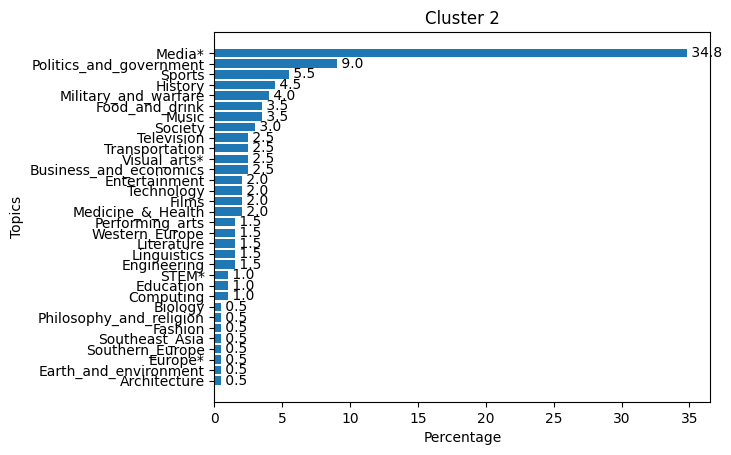 Cluster 2
Media* 34.8
Politics_and_government 9.0
Sports 5.5
History 4.5
Military_and_warfare 4.0
Food_and_drink 3.5
Music 3.5
Society 3.0
Television 2.5
Transportation 2.5
Visual_arts* 2.5
Business_and_economics 2.5
Entertainment 2.0
Technology 2.0
Films 2.0
Medicine_&_Health 2.0
Performing_arts 1.5
Western_Europe 1.5
Literature 1.5
Linguistics 1.5
Engineering 1.5
STEM* 1.0
Education 1.0
Computing 1.0
Biology 0.5
Philosophy_and_religion 0.5
Fashion 0.5
Southeast_Asia 0.5
Southern_Europe 0.5
Europe* 0.5
Earth_and_environment 0.5
Architecture 0.5
Topics
0 5 10 15 20 25 30 35
Percentage